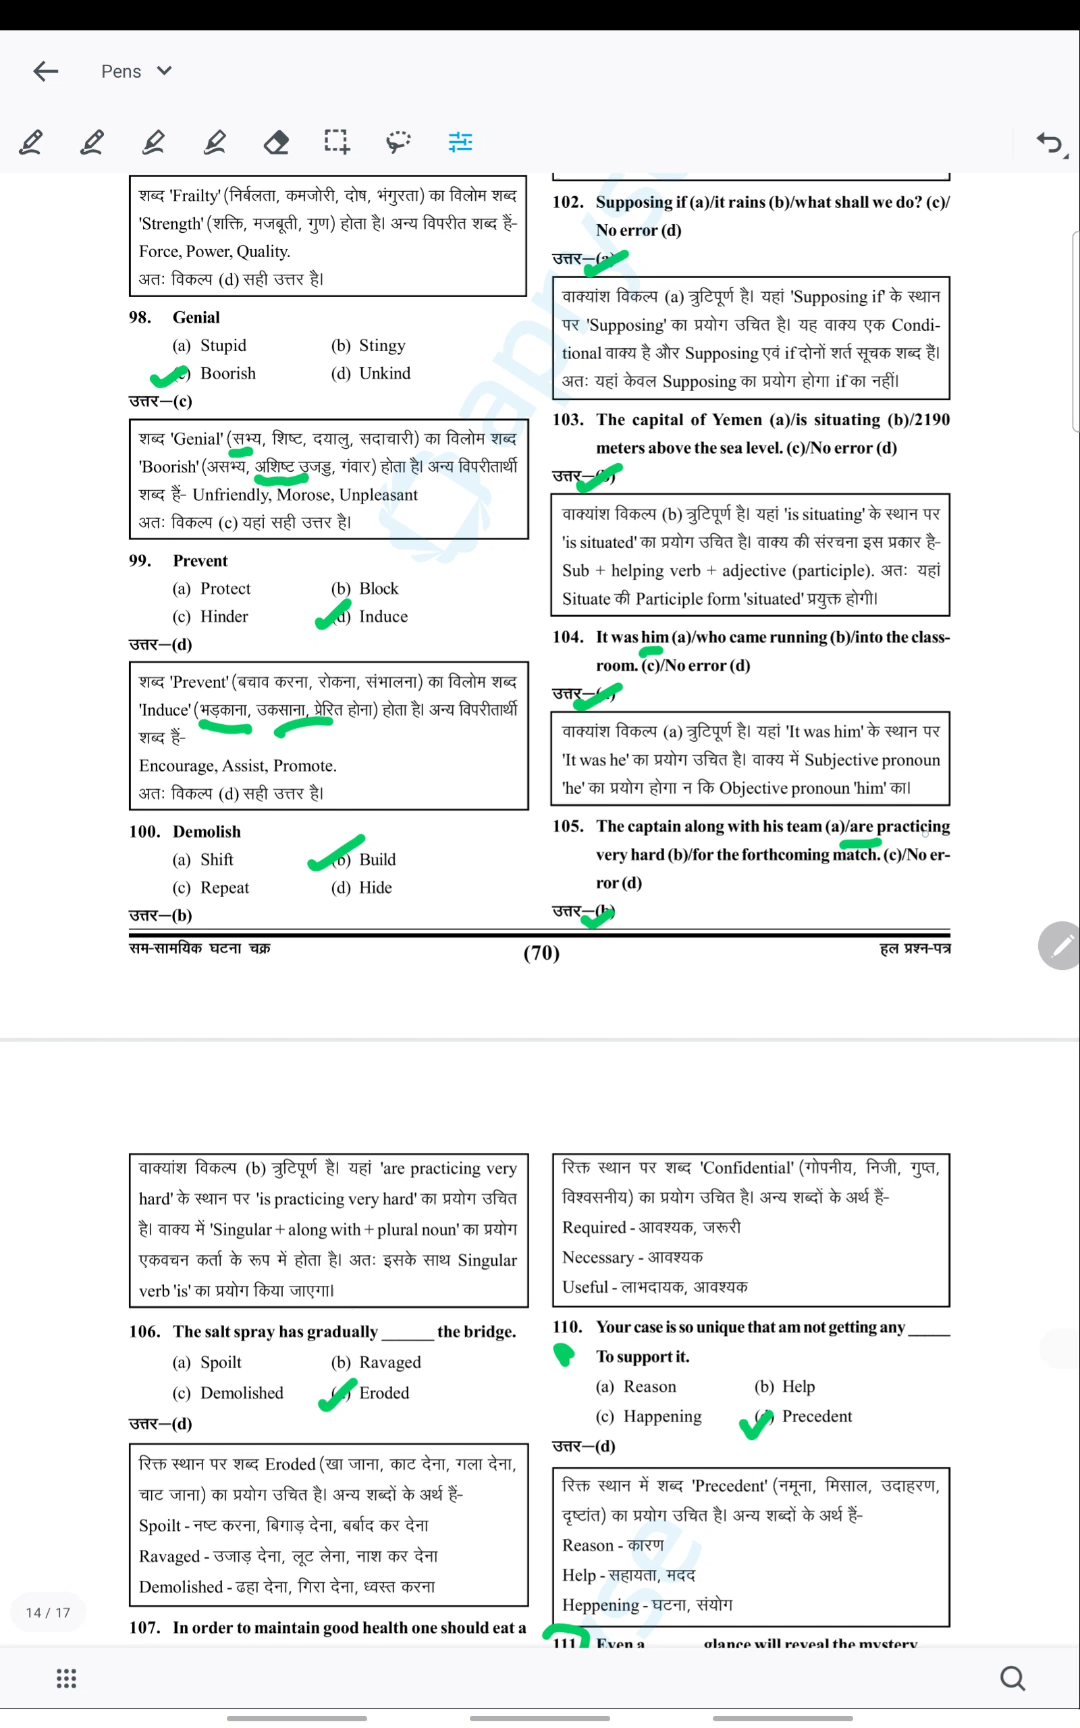 Pens
शब्द 'Frailty' (निर्बलता, कमजोरी, दोष, भंगुरता) का विलोम शब्द
'Strength' (शक्ति, मजबूती, गुण) होता है। अन्य विपरीत शब्द हैं-
Force, Power, Quality.
अतः विकल्प (d) सही उत्तर है।
98. Genial
(a) Stupid (b) Stingy
Boorish (d) Unkind
उत्तर–(c)
शब्द 'Genial' (सभ्य, शिष्ट, दयालु, सदाचारी) का विलोम शब्द
'Boorish' (असभ्य, अशिष्ट उजड्ड, गंवार) होता है। अन्य विपरीतार्थी
शब्द हैं- Unfriendly, Morose, Unpleasant
अतः विकल्प (c) यहां सही उत्तर है।
99. Prevent
(a) Protect (b) Block
(c) Hinder (d) Induce
उत्तर–(d)
शब्द 'Prevent' (बचाव करना, रोकना, संभालना) का विलोम शब्द
'Induce' (भड़काना, उकसाना, प्रेरित होना) होता है। अन्य विपरीतार्थी
शब्द हैं-
Encourage, Assist, Promote.
अतः विकल्प (d) सही उत्तर है।
100. Demolish
(a) Shift (b) Build
(c) Repeat (d) Hide
उत्तर–(b)
102. Supposing if (a)/it rains (b)/what shall we do? (c)/
No error (d)
उत्तर–(a)
वाक्यांश विकल्प (a) त्रुटिपूर्ण है। यहां 'Supposing if' के स्थान
पर 'Supposing' का प्रयोग उचित है। यह वाक्य एक Condi-
tional वाक्य है और Supposing एवं if दोनों शर्त सूचक शब्द हैं।
अतः यहां केवल Supposing का प्रयोग होगा if का नहीं।
103. The capital of Yemen (a)/is situating (b)/2190
meters above the sea level. (c)/No error (d)
उत्तर–
वाक्यांश विकल्प (b) त्रुटिपूर्ण है। यहां 'is situating' के स्थान पर
'is situated' का प्रयोग उचित है। वाक्य की संरचना इस प्रकार है-
Sub + helping verb + adjective (participle). अतः यहां
Situate की Participle form 'situated' प्रयुक्त होगी।
104. It was him (a)/who came running (b)/into the class-
room. (c)/No error (d)
उत्तर–
वाक्यांश विकल्प (a) त्रुटिपूर्ण है। यहां 'It was him' के स्थान पर
'It was he' का प्रयोग उचित है। वाक्य में Subjective pronoun
'he' का प्रयोग होगा न कि Objective pronoun 'him' का।
105. The captain along with his team (a)/are practicing
very hard (b)/for the forthcoming match. (c)/No er-
ror (d)
उत्तर–(b)
सम-सामयिक घटना चक्र (70) हल प्रश्न-पत्र
वाक्यांश विकल्प (b) त्रुटिपूर्ण है। यहां 'are practicing very
hard' के स्थान पर 'is practicing very hard' का प्रयोग उचित
है। वाक्य में 'Singular + along with + plural noun' का प्रयोग
एकवचन कर्ता के रूप में होता है। अतः इसके साथ Singular
verb 'is' का प्रयोग किया जाएगा।
106. The salt spray has gradually ______ the bridge.
(a) Spoilt (b) Ravaged
(c) Demolished Eroded
उत्तर–(d)
रिक्त स्थान पर शब्द Eroded (खा जाना, काट देना, गला देना,
चाट जाना) का प्रयोग उचित है। अन्य शब्दों के अर्थ हैं-
Spoilt - नष्ट करना, बिगाड़ देना, बर्बाद कर देना
Ravaged - उजाड़ देना, लूट लेना, नाश कर देना
Demolished - ढहा देना, गिरा देना, ध्वस्त करना
107. In order to maintain good health one should eat a
रिक्त स्थान पर शब्द 'Confidential' (गोपनीय, निजी, गुप्त,
विश्वसनीय) का प्रयोग उचित है। अन्य शब्दों के अर्थ हैं-
Required - आवश्यक, जरूरी
Necessary - आवश्यक
Useful - लाभदायक, आवश्यक
110. Your case is so unique that am not getting any _____
To support it.
(a) Reason (b) Help
(c) Happening Precedent
उत्तर–(d)
रिक्त स्थान में शब्द 'Precedent' (नमूना, मिसाल, उदाहरण,
दृष्टांत) का प्रयोग उचित है। अन्य शब्दों के अर्थ हैं-
Reason - कारण
Help - सहायता, मदद
Heppening - घटना, संयोग
111 Even a glance will reveal the mystery
14 / 17